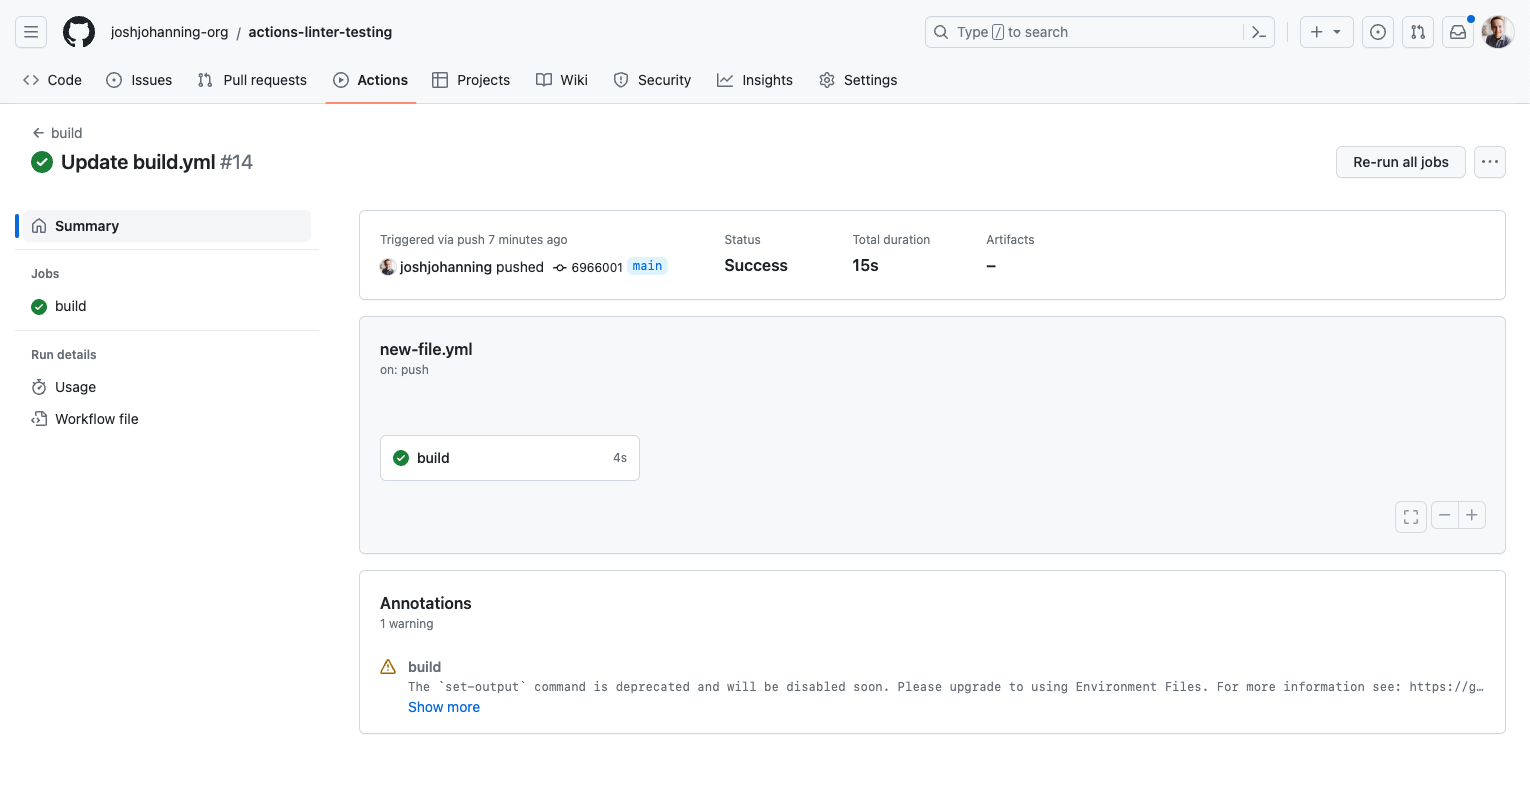 joshjohanning-org / actions-linter-testing
Type / to search
Code Issues Pull requests Actions Projects Wiki Security Insights Settings
build
Update build.yml #14
Re-run all jobs
Summary
Jobs
build
Run details
Usage
Workflow file
Triggered via push 7 minutes ago
joshjohanning pushed 6966001 main
Status
Success
Total duration
15s
Artifacts
–
new-file.yml
on: push
build 4s
Annotations
1 warning
build
The `set-output` command is deprecated and will be disabled soon. Please upgrade to using Environment Files. For more information see: https://g…
Show more